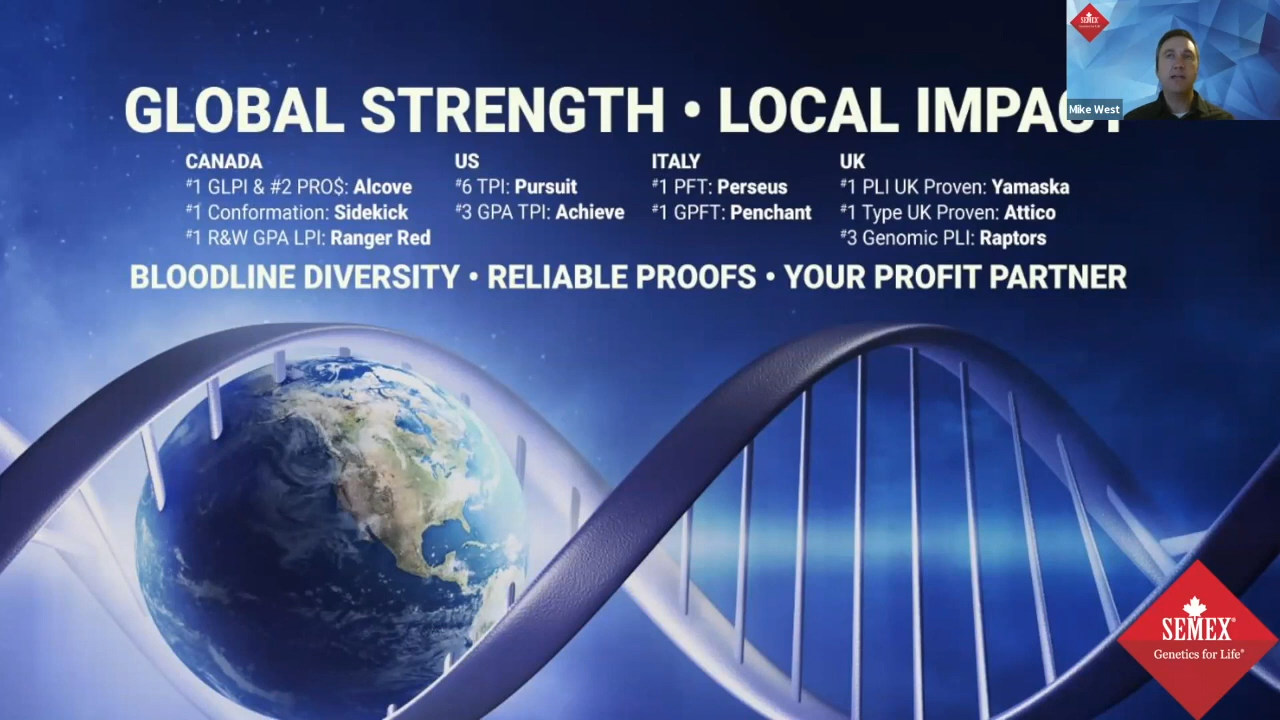 GLOBAL STRENGTH • LOCAL IMPACT
CANADA
#1 GLPI & #2 PRO$: Alcove
#1 Conformation: Sidekick
#1 R&W GPA LPI: Ranger Red
US
#6 TPI: Pursuit
#3 GPA TPI: Achieve
ITALY
#1 PFT: Perseus
#1 GPFT: Penchant
UK
#1 PLI UK Proven: Yamaska
#1 Type UK Proven: Attico
#3 Genomic PLI: Raptors
BLOODLINE DIVERSITY • RELIABLE PROOFS • YOUR PROFIT PARTNER
SEMEX
Mike West
SEMEX®
Genetics for Life®